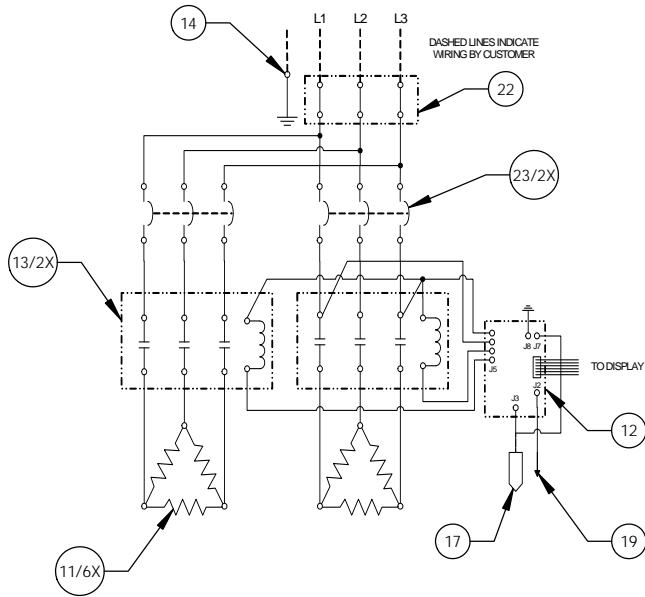 14
L1 L2 L3
DASHED LINES INDICATE
WIRING BY CUSTOMER
22
23/2X
13/2X
J8 J7
J5
TO DISPLAY
J2
J3
12
17
19
11/6X